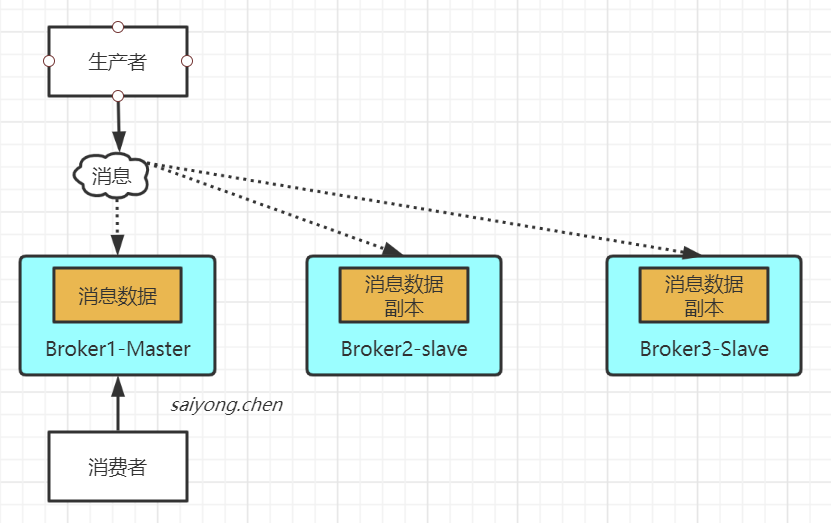 生产者
消息
消息数据
Broker1-Master
消息数据
副本
Broker2-slave
消息数据
副本
Broker3-Slave
saiyong.chen
消费者